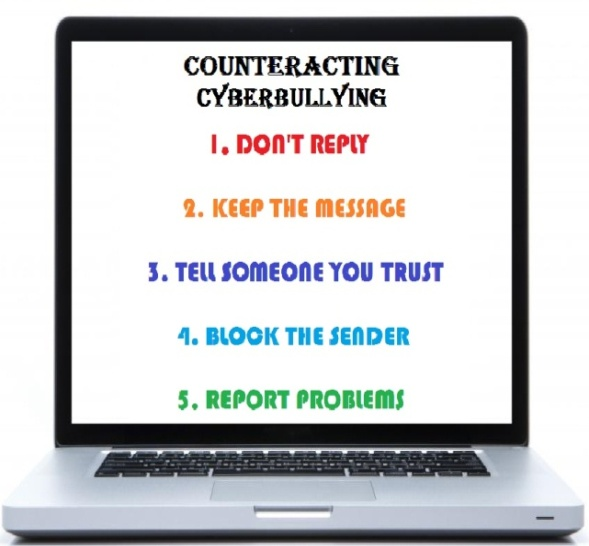 COUNTERACTING
CYBERBULLYING
1. DON'T REPLY
2. KEEP THE MESSAGE
3. TELL SOMEONE YOU TRUST
4. BLOCK THE SENDER
5. REPORT PROBLEMS